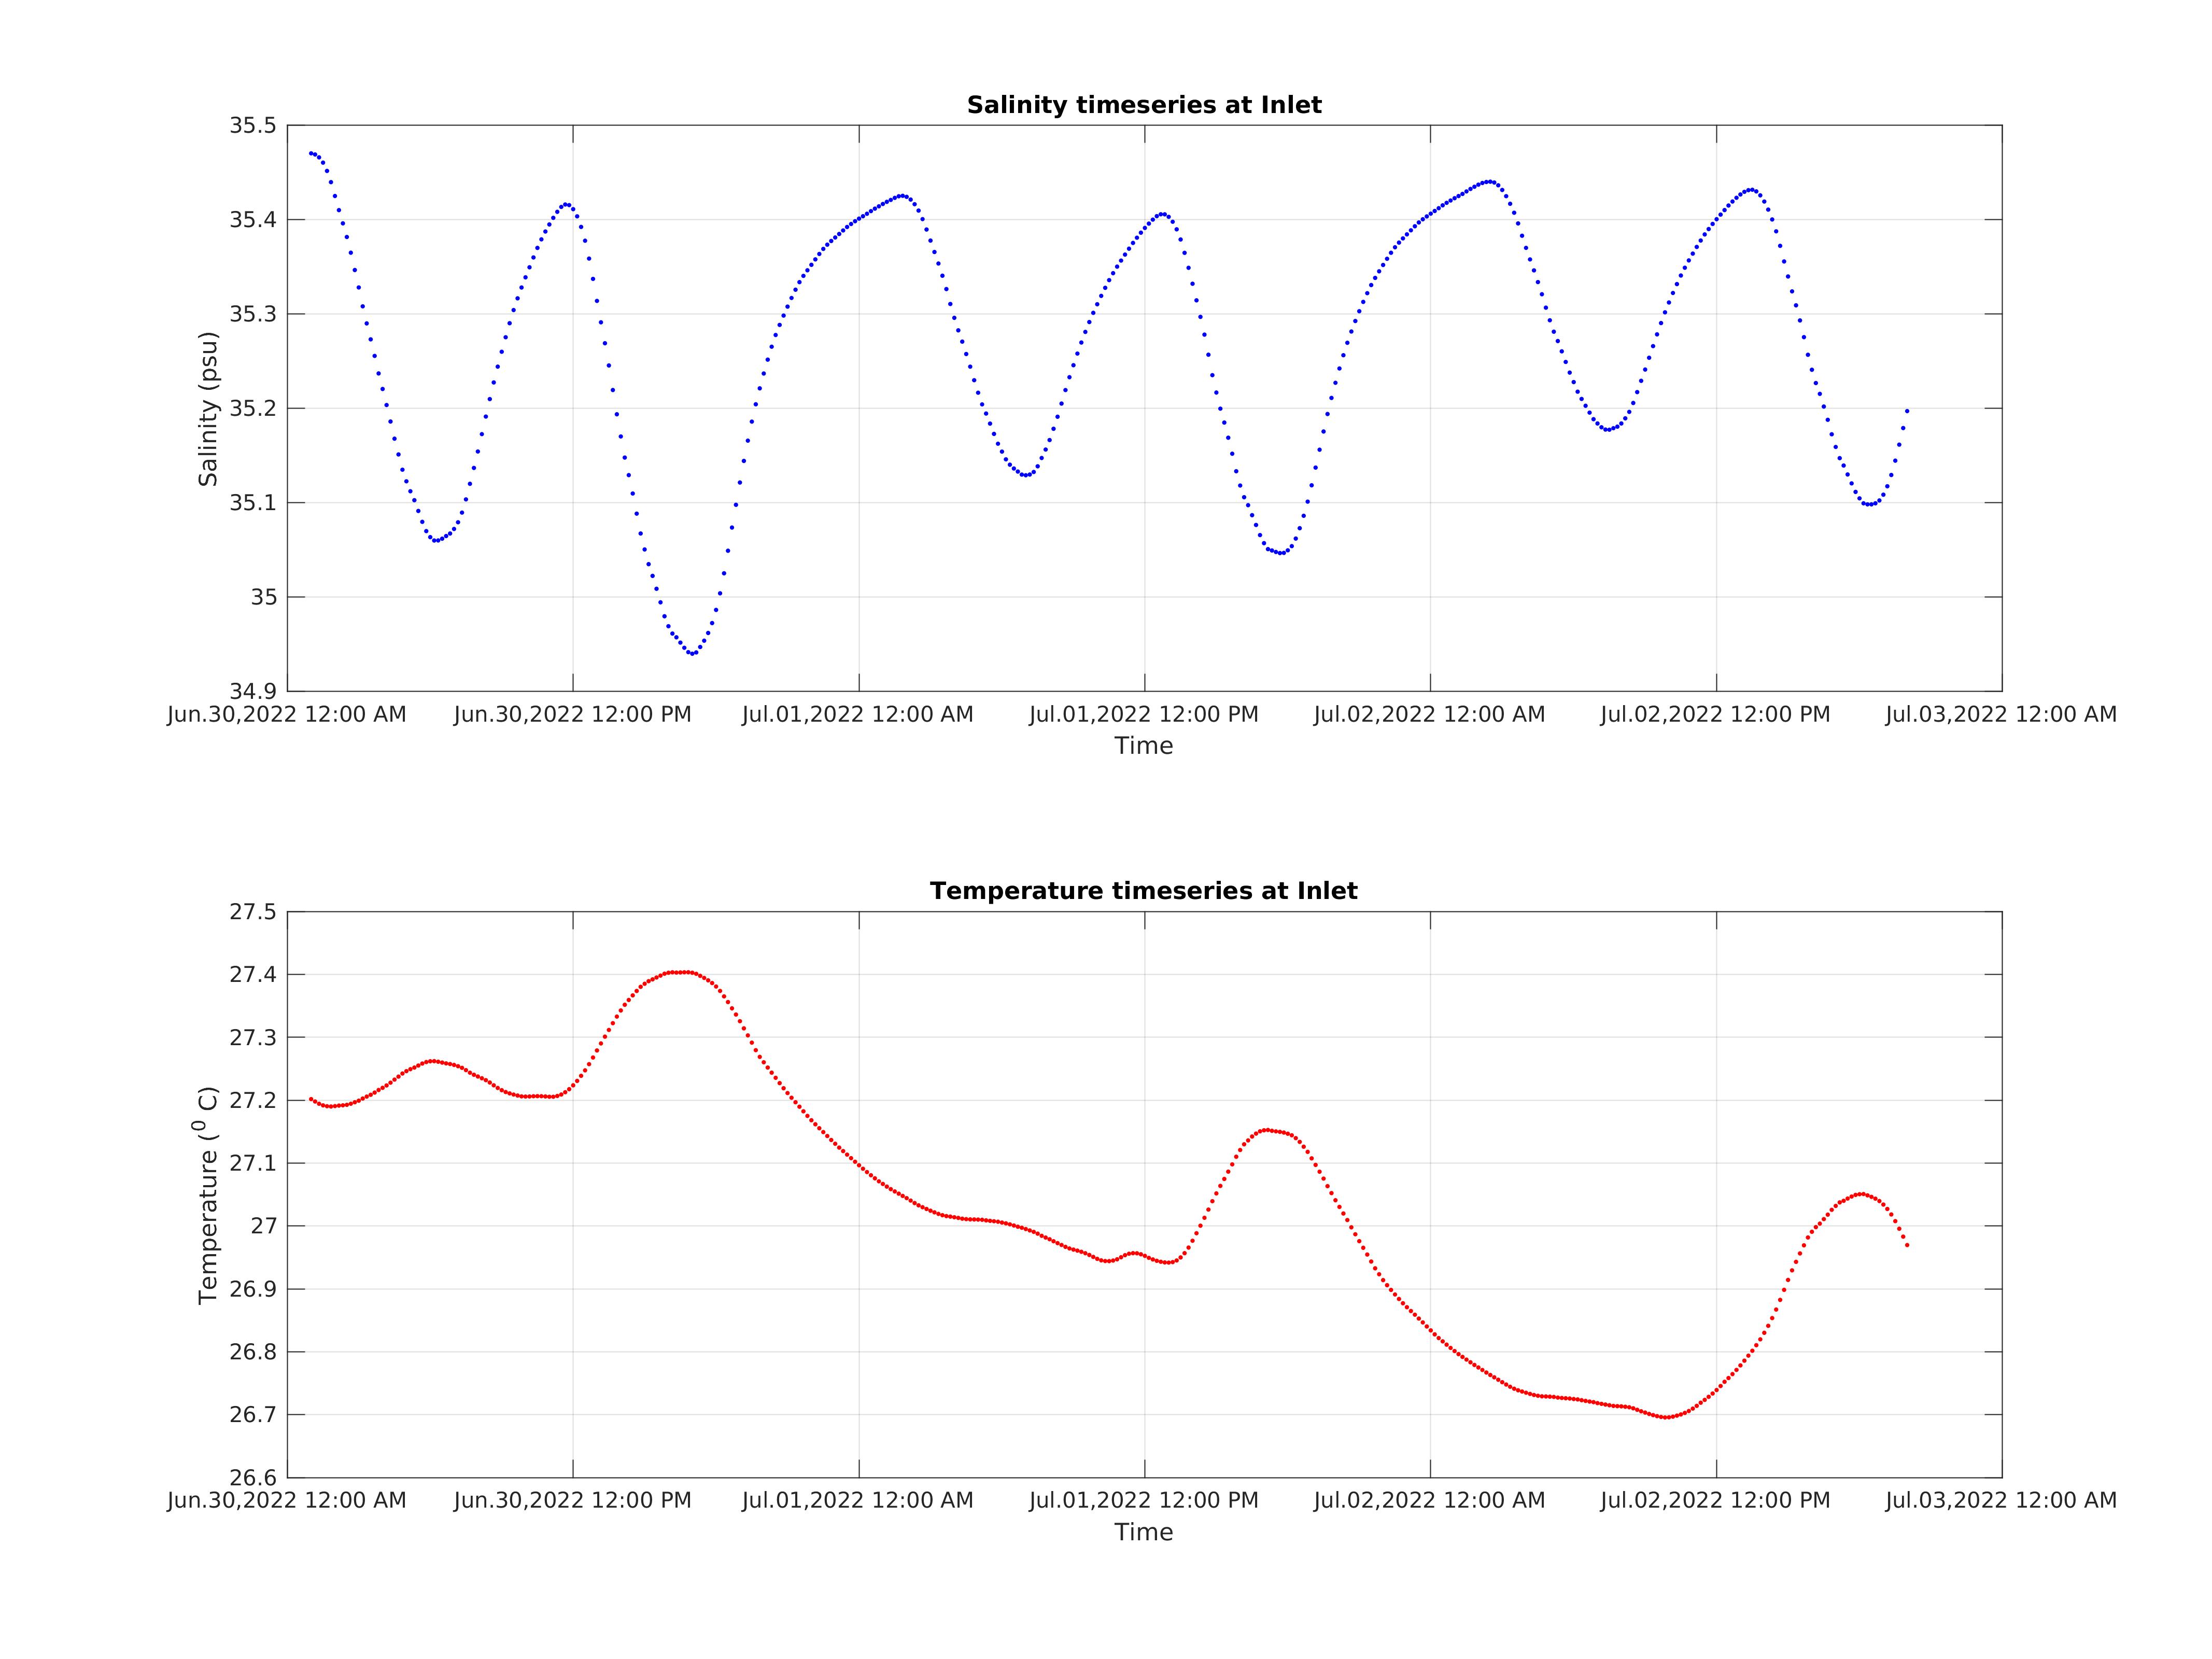 Salinity timeseries at Inlet
35.5
35.4
35.3
35.2
35.1
35
34.9
Salinity (psu)
Jun.30,2022 12:00 AM Jun.30,2022 12:00 PM Jul.01,2022 12:00 AM Jul.01,2022 12:00 PM Jul.02,2022 12:00 AM Jul.02,2022 12:00 PM Jul.03,2022 12:00 AM
Time
Temperature timeseries at Inlet
27.5
27.4
27.3
27.2
27.1
27
26.9
26.8
26.7
26.6
Temperature (⁰ C)
Jun.30,2022 12:00 AM Jun.30,2022 12:00 PM Jul.01,2022 12:00 AM Jul.01,2022 12:00 PM Jul.02,2022 12:00 AM Jul.02,2022 12:00 PM Jul.03,2022 12:00 AM
Time